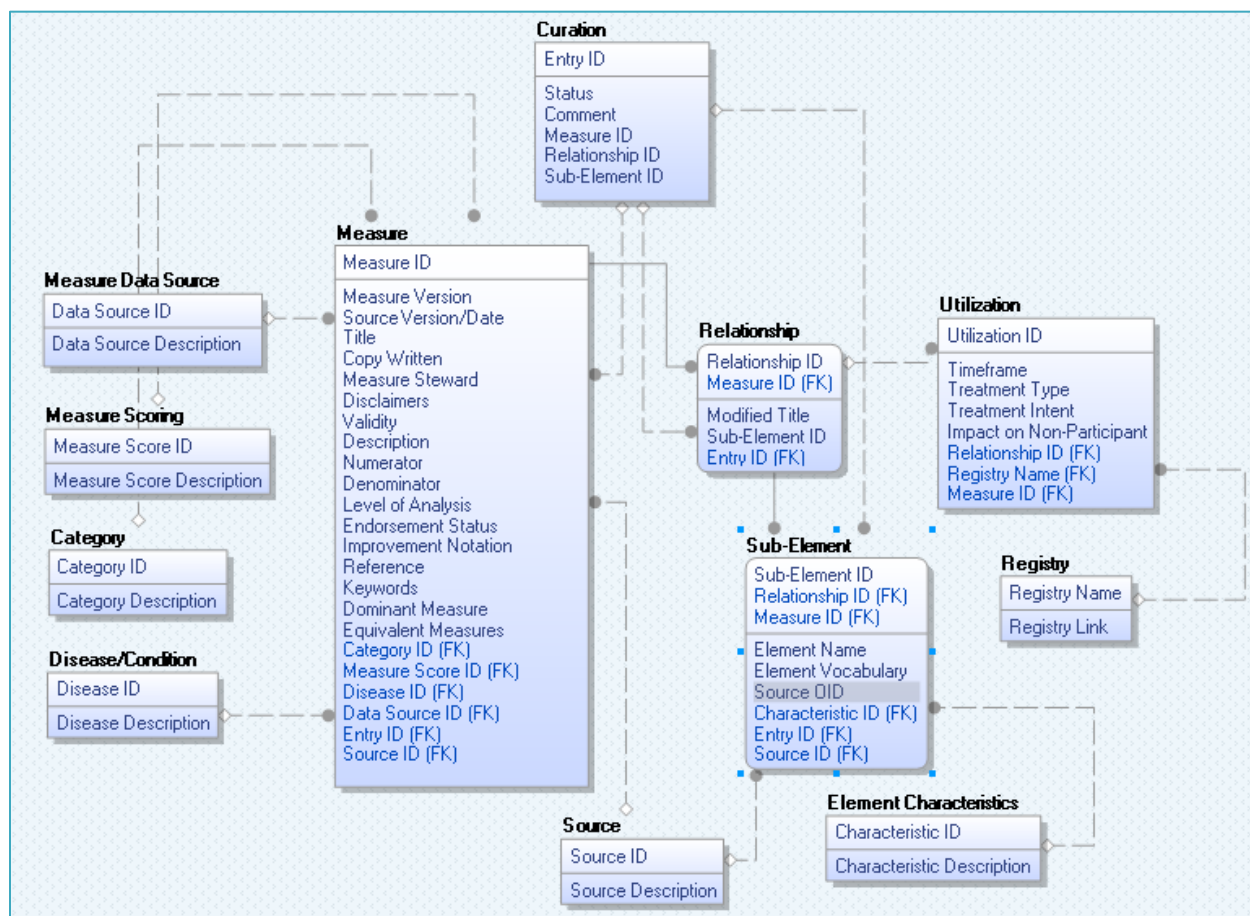 Curation
Entry ID
Status
Comment
Measure ID
Relationship ID
Sub-Element ID
Measure
Measure ID
Measure Version
Source Version/Date
Title
Copy Written
Measure Steward
Disclaimers
Validity
Description
Numerator
Denominator
Level of Analysis
Endorsement Status
Improvement Notation
Reference
Keywords
Dominant Measure
Equivalent Measures
Category ID (FK)
Measure Score ID (FK)
Disease ID (FK)
Data Source ID (FK)
Entry ID (FK)
Source ID (FK)
Measure Data Source
Data Source ID
Data Source Description
Measure Scoring
Measure Score ID
Measure Score Description
Category
Category ID
Category Description
Disease/Condition
Disease ID
Disease Description
Relationship
Relationship ID
Measure ID (FK)
Modified Title
Sub-Element ID
Entry ID (FK)
Utilization
Utilization ID
Timeframe
Treatment Type
Treatment Intent
Impact on Non-Participant
Relationship ID (FK)
Registry Name (FK)
Measure ID (FK)
Sub-Element
Sub-Element ID
Relationship ID (FK)
Measure ID (FK)
Element Name
Element Vocabulary
Source OID
Characteristic ID (FK)
Entry ID (FK)
Source ID (FK)
Registry
Registry Name
Registry Link
Source
Source ID
Source Description
Element Characteristics
Characteristic ID
Characteristic Description